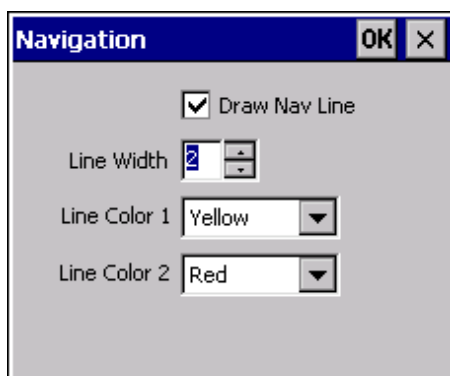 Navigation OK ×
Draw Nav Line
Line Width 2
Line Color 1 Yellow
Line Color 2 Red